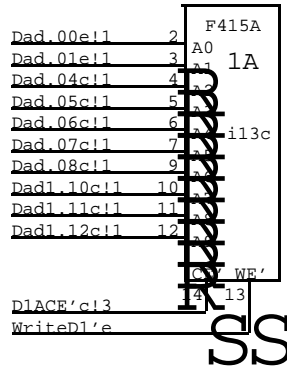 F415A
Dad.00e!1 2 A0 1A
Dad.01e!1 3 A1
Dad.04c!1 4 A2
Dad.05c!1 5
Dad.06c!1 6 i13c
Dad.07c!1 7
Dad.08c!1 9
Dad1.10c!1 10
Dad1.11c!1 11
Dad1.12c!1 12
WE'
D1ACE'c!3 14 13
WriteD1'e SS